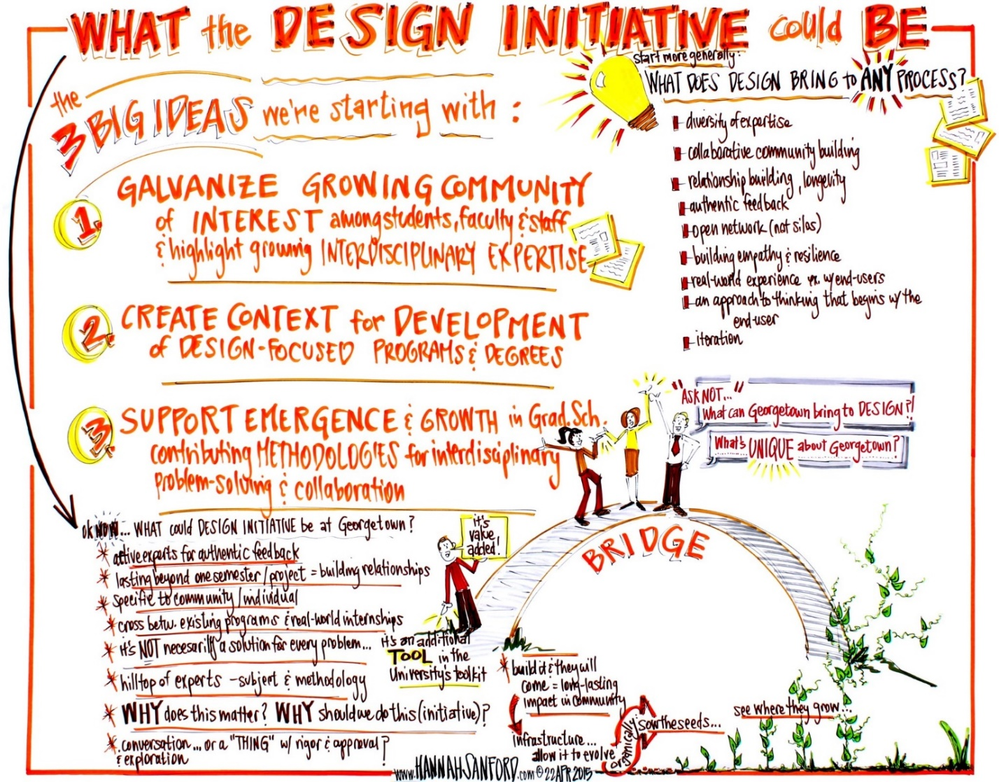 WHAT the DESIGN INITIATIVE could BE
the
3 BIG IDEAS we're starting with:
1. GALVANIZE GROWING COMMUNITY
of INTEREST among students, faculty & staff
& highlight growing INTERDISCIPLINARY EXPERTISE
2. CREATE CONTEXT for DEVELOPMENT
of DESIGN-FOCUSED PROGRAMS & DEGREES
3. SUPPORT EMERGENCE & GROWTH in Grad. Sch.
contributing METHODOLOGIES for interdisciplinary
problem-solving & collaboration
start more generally:
WHAT DOES DESIGN BRING to ANY PROCESS?
diversity of expertise
collaborative community building
relationship building, longevity
authentic feedback
open network (not silos)
building empathy & resilience
real-world experience ex. w/end-users
an approach to thinking that begins w/the
end-user
iteration
"ASK NOT..."
What can Georgetown bring to DESIGN?!
What's UNIQUE about Georgetown?
OK NOW... WHAT could DESIGN INITIATIVE be at Georgetown?
* active experts for authentic feedback
* lasting beyond one semester/project = building relationships
* specific to community/individual
* cross betw. existing programs & real-world internships
* it's NOT necesarilly a solution for every problem...
* hilltop of experts - subject & methodology
* WHY does this matter? WHY should we do this (initiative)?
* conversation... or a "THING" w/ rigor & approval?
& exploration
it's
value
added!
it's an additional
TOOL in the
University's toolkit
BRIDGE
* build it & they will
come = long-lasting
impact in community
infrastructure...
allow it to evolve
organically
sow the seeds...
see where they grow...
www.HANNAHSANFORD.com © 22 APR 2015